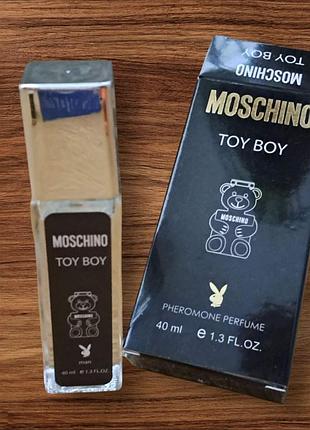 MOSCHINO
TOY BOY
MOSCHINO
man
40 ml e 1.3 FL.OZ.
TOY BOY
MOSCHINO
MOSCHINO
TOY BOY
MOSCHINO
PHEROMONE PERFUME
40 ml e 1.3 FL.OZ.